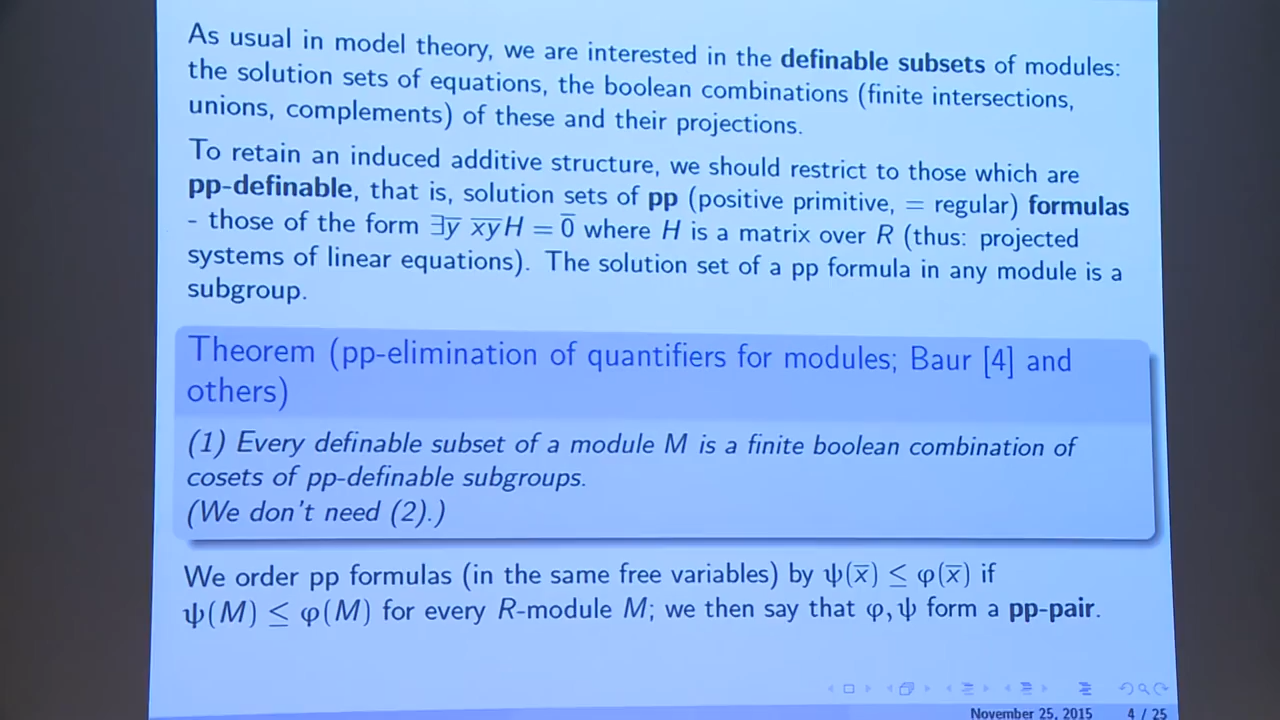 As usual in model theory, we are interested in the definable subsets of modules:
the solution sets of equations, the boolean combinations (finite intersections,
unions, complements) of these and their projections.
To retain an induced additive structure, we should restrict to those which are
pp-definable, that is, solution sets of pp (positive primitive, = regular) formulas
- those of the form ∃y̅ x̅y̅H = 0̅ where H is a matrix over R (thus: projected
systems of linear equations). The solution set of a pp formula in any module is a
subgroup.
Theorem (pp-elimination of quantifiers for modules; Baur [4] and
others)
(1) Every definable subset of a module M is a finite boolean combination of
cosets of pp-definable subgroups.
(We don't need (2).)
We order pp formulas (in the same free variables) by ψ(x̅) ≤ φ(x̅) if
ψ(M) ≤ φ(M) for every R-module M; we then say that φ, ψ form a pp-pair.
November 25, 2015 4 / 25